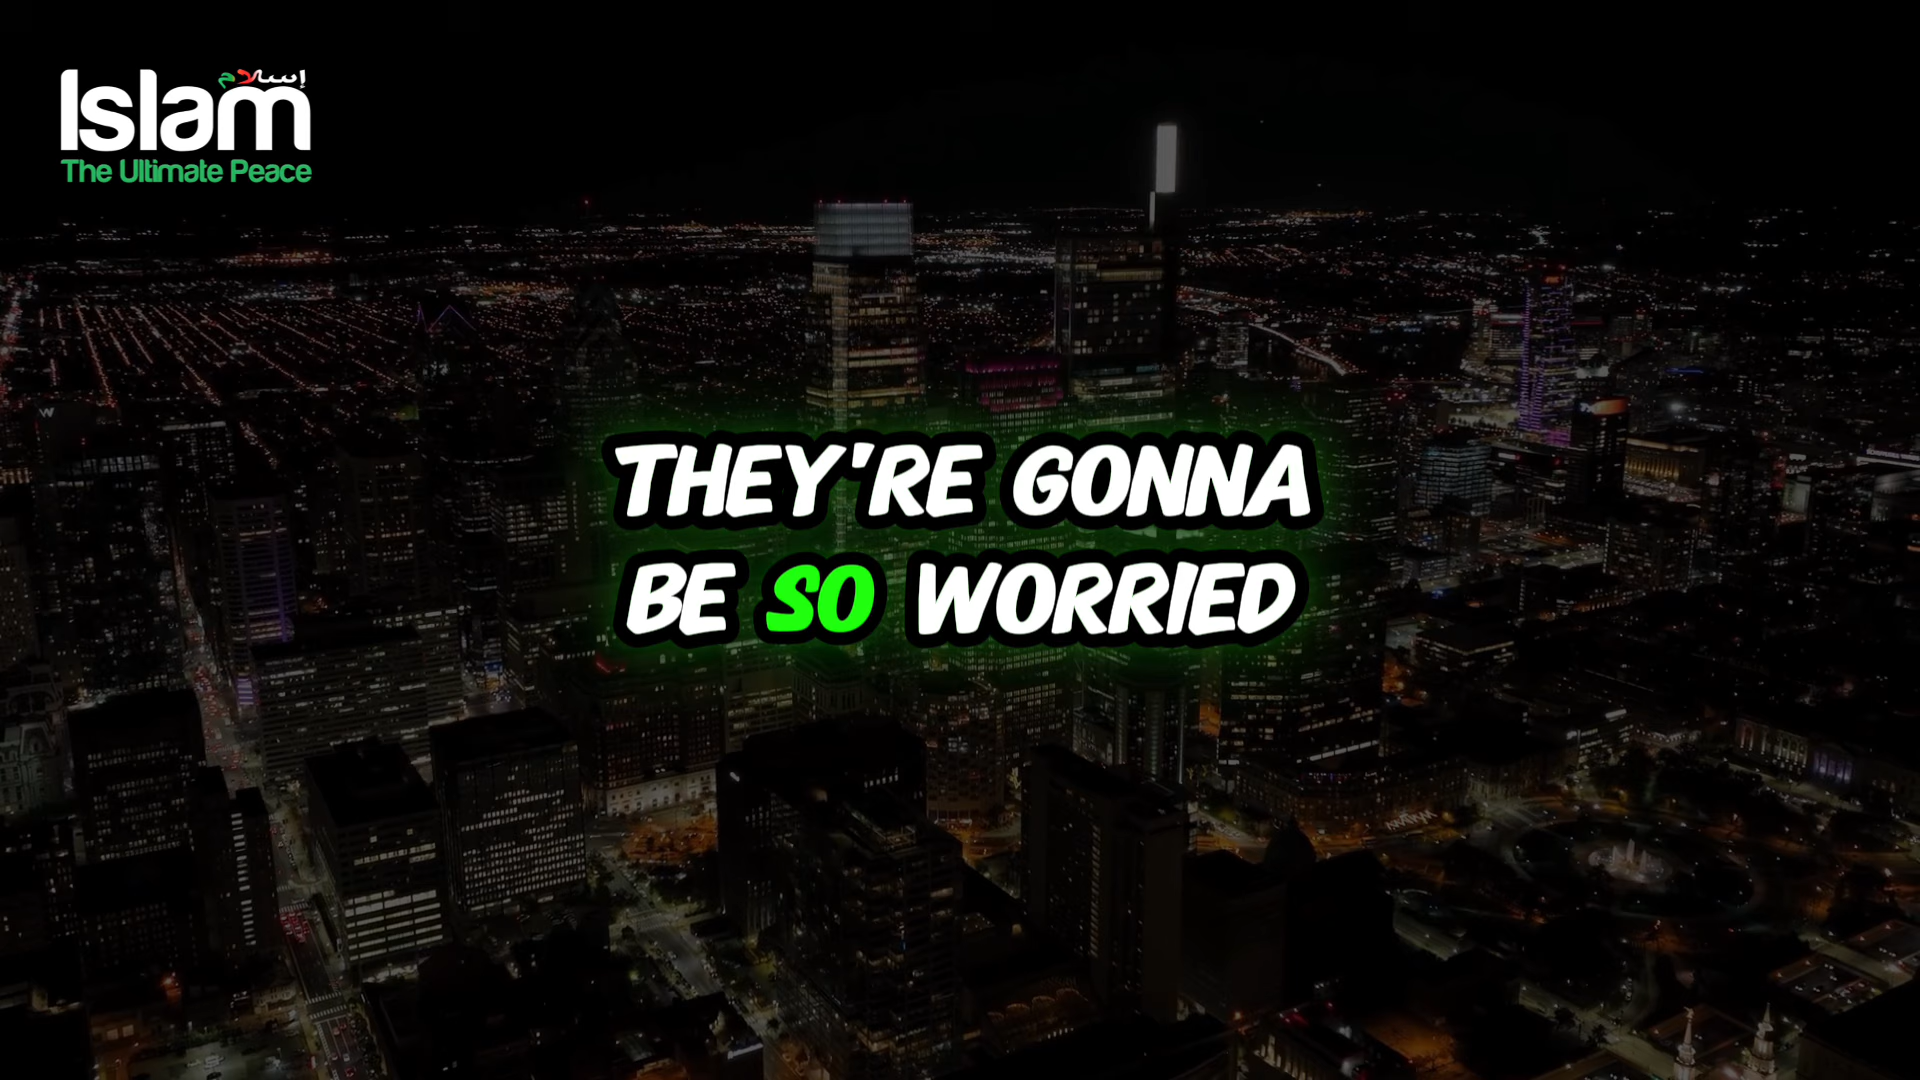 إسلام
Islam
The Ultimate Peace
W
THEY'RE GONNA
BE SO WORRIED